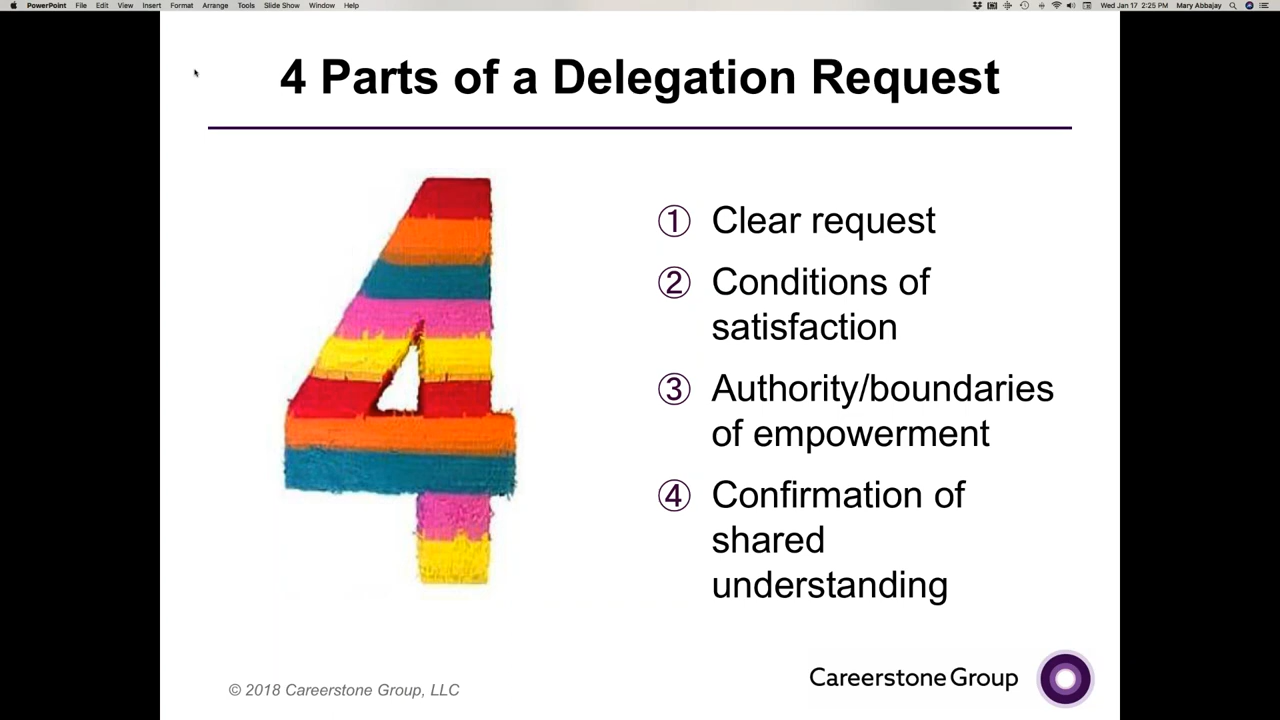 PowerPoint File Edit View Insert Format Arrange Tools Slide Show Window Help Wed Jan 17 2:25 PM Mary Abbajay
4 Parts of a Delegation Request
① Clear request
② Conditions of
satisfaction
③ Authority/boundaries
of empowerment
④ Confirmation of
shared
understanding
Careerstone Group
© 2018 Careerstone Group, LLC